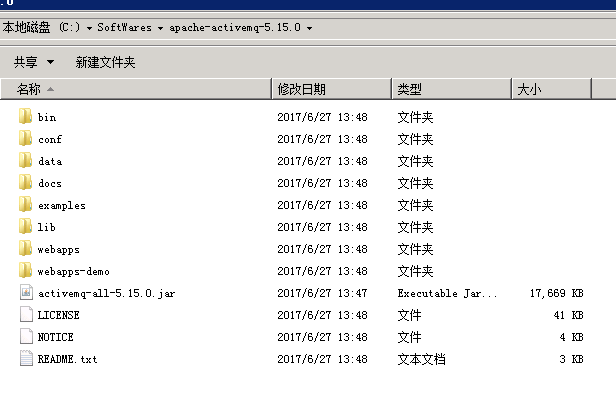 .0
本地磁盘 (C:) SoftWares apache-activemq-5.15.0
共享 新建文件夹
名称 修改日期 类型 大小
bin 2017/6/27 13:48 文件夹
conf 2017/6/27 13:48 文件夹
data 2017/6/27 13:48 文件夹
docs 2017/6/27 13:48 文件夹
examples 2017/6/27 13:48 文件夹
lib 2017/6/27 13:48 文件夹
webapps 2017/6/27 13:48 文件夹
webapps-demo 2017/6/27 13:48 文件夹
activemq-all-5.15.0.jar 2017/6/27 13:47 Executable Jar... 17,669 KB
LICENSE 2017/6/27 13:48 文件 41 KB
NOTICE 2017/6/27 13:48 文件 4 KB
README.txt 2017/6/27 13:48 文本文档 3 KB